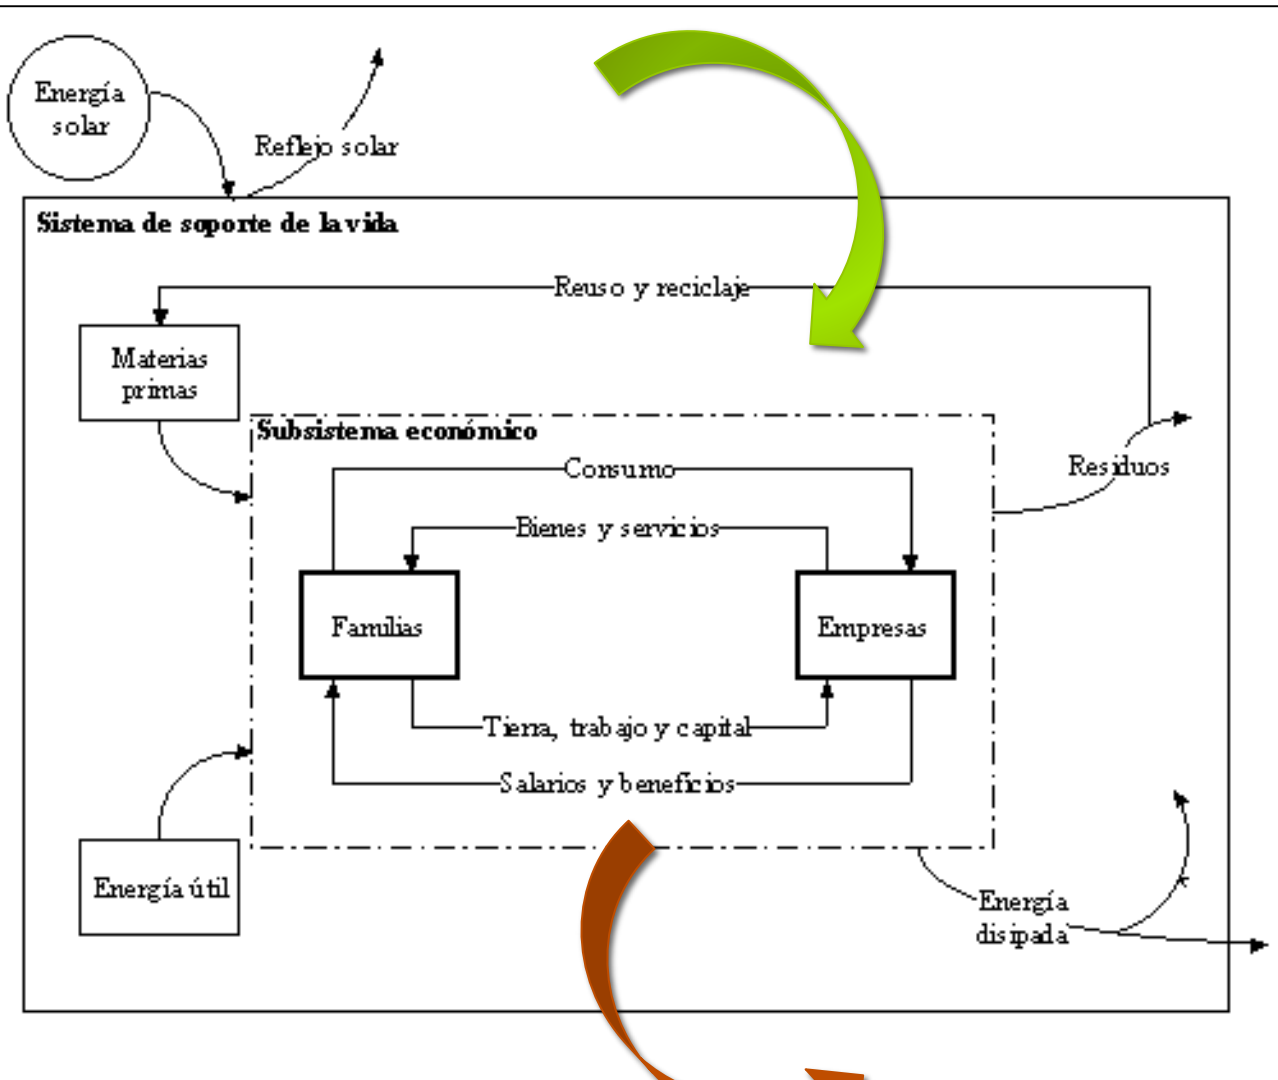 Energía
solar
Reflejo solar
Sistema de soporte de la vida
Reuso y reciclaje
Materias
primas
Subsistema económico
Consumo
Residuos
Bienes y servicios
Familias
Empresas
Tierra, trabajo y capital
Salarios y beneficios
Energía útil
Energía
disipada